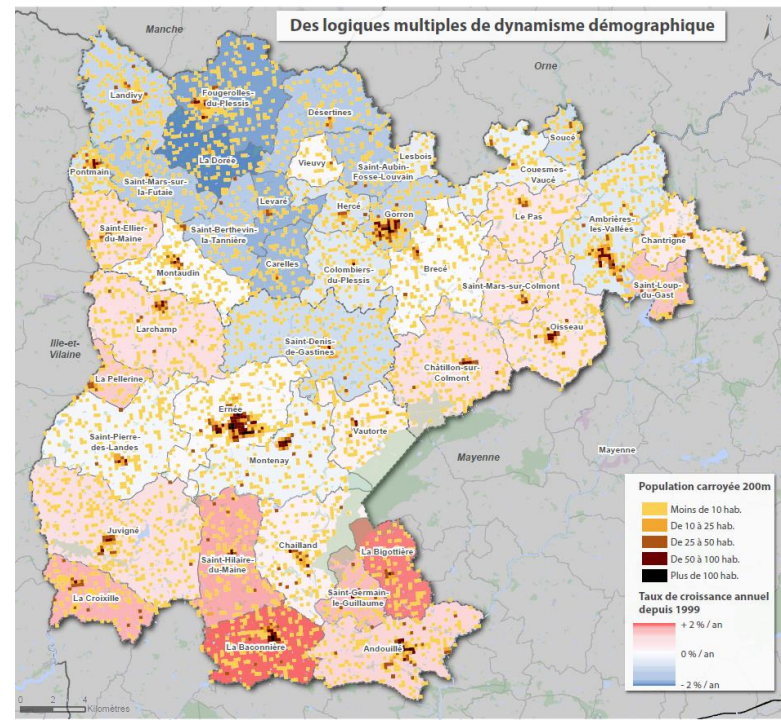 Des logiques multiples de dynamisme démographique
Manche
Orne
Landivy
Fougerolles-
du-Plessis
Désertines
Soucé
La Dorée
Vieuvy
Lesbois
Saint-Aubin-
Fosse-Louvain
Couesmes-
Vaucé
Pontmain
Saint-Mars-sur-
la-Futaie
Levaré
Hercé
Gorron
Le Pas
Ambrières-
les-Vallées
Chantrigné
Saint-Ellier-
du-Maine
Saint-Berthevin-
la-Tannière
Carelles
Colombiers-
du-Plessis
Brecé
Montaudin
Saint-Mars-sur-Colmont
Saint-Loup-
du-Gast
Larchamp
Oisseau
Ille-et-
Vilaine
Saint-Denis-
de-Gastines
Châtillon-sur-
Colmont
La Pellerine
Ernée
Vautorte
Saint-Pierre-
des-Landes
Montenay
Mayenne
Mayenne
Juvigné
Chailland
La Bigottière
Saint-Hilaire-
du-Maine
Saint-Germain-
le-Guillaume
La Croixille
La Baconnière
Andouillé
Population carroyée 200m
Moins de 10 hab.
De 10 à 25 hab.
De 25 à 50 hab.
De 50 à 100 hab.
Plus de 100 hab.
Taux de croissance annuel
depuis 1999
+ 2 % / an
0 % / an
- 2 % / an
0 2 4
Kilomètres
N